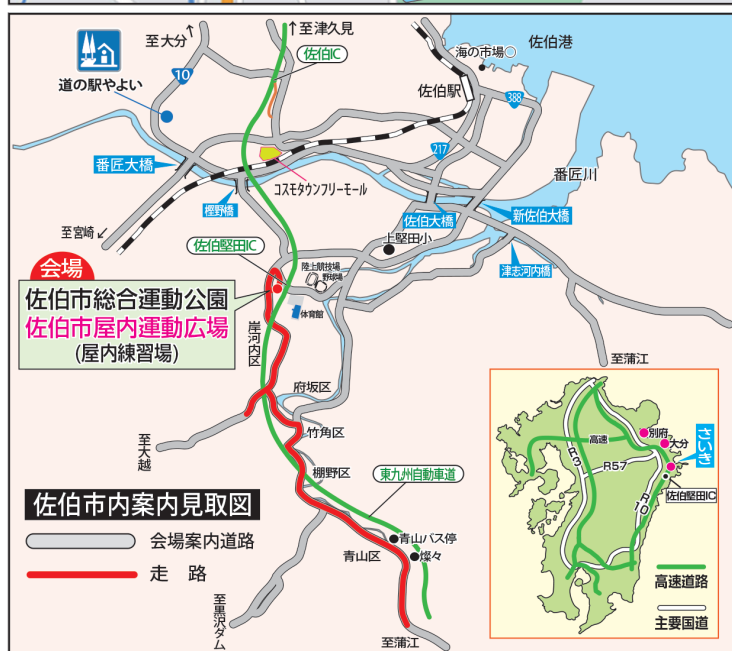 至大分
至津久見
佐伯IC
海の市場○
佐伯港
10
道の駅やよい
佐伯駅
388
217
番匠大橋
番匠川
コスモタウンフリーモール
樫野橋
佐伯大橋
新佐伯大橋
至宮崎
佐伯堅田IC
上堅田小
津志河内橋
会場
陸上競技場
野球場
佐伯市総合運動公園
佐伯市屋内運動広場
(屋内練習場)
体育館
岸河内区
至蒲江
府坂区
竹角区
至大越
棚野区
東九州自動車道
佐伯市内案内見取図
会場案内道路
走 路
青山バス停
青山区
燦々
至黒沢ダム
至蒲江
別府
大分
さいき
高速
R3
R57
R10
佐伯堅田IC
高速道路
主要国道